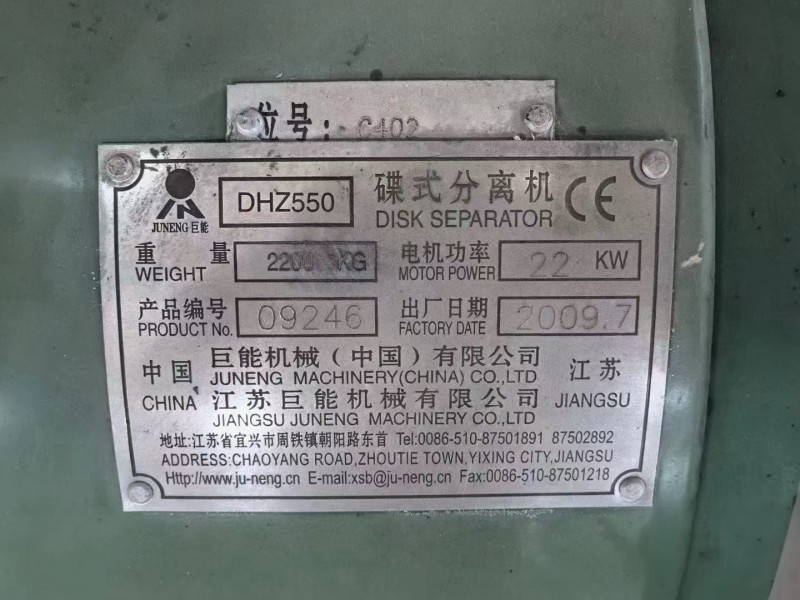 位号: C402
JUNENG 巨能
DHZ550
碟式分离机
DISK SEPARATOR
CE
重量
WEIGHT
2200 KG
电机功率
MOTOR POWER
22 KW
产品编号
PRODUCT No.
09246
出厂日期
FACTORY DATE
2009.7
中国 巨能机械(中国)有限公司 江苏
JUNENG MACHINERY(CHINA) CO.,LTD
CHINA 江苏巨能机械有限公司 JIANGSU
JIANGSU JUNENG MACHINERY CO.,LTD
地址:江苏省宜兴市周铁镇朝阳路东首 Tel:0086-510-87501891 87502892
ADDRESS:CHAOYANG ROAD,ZHOUTIE TOWN,YIXING CITY,JIANGSU
Http://www.ju-neng.cn E-mail:xsb@ju-neng.cn Fax:0086-510-87501218